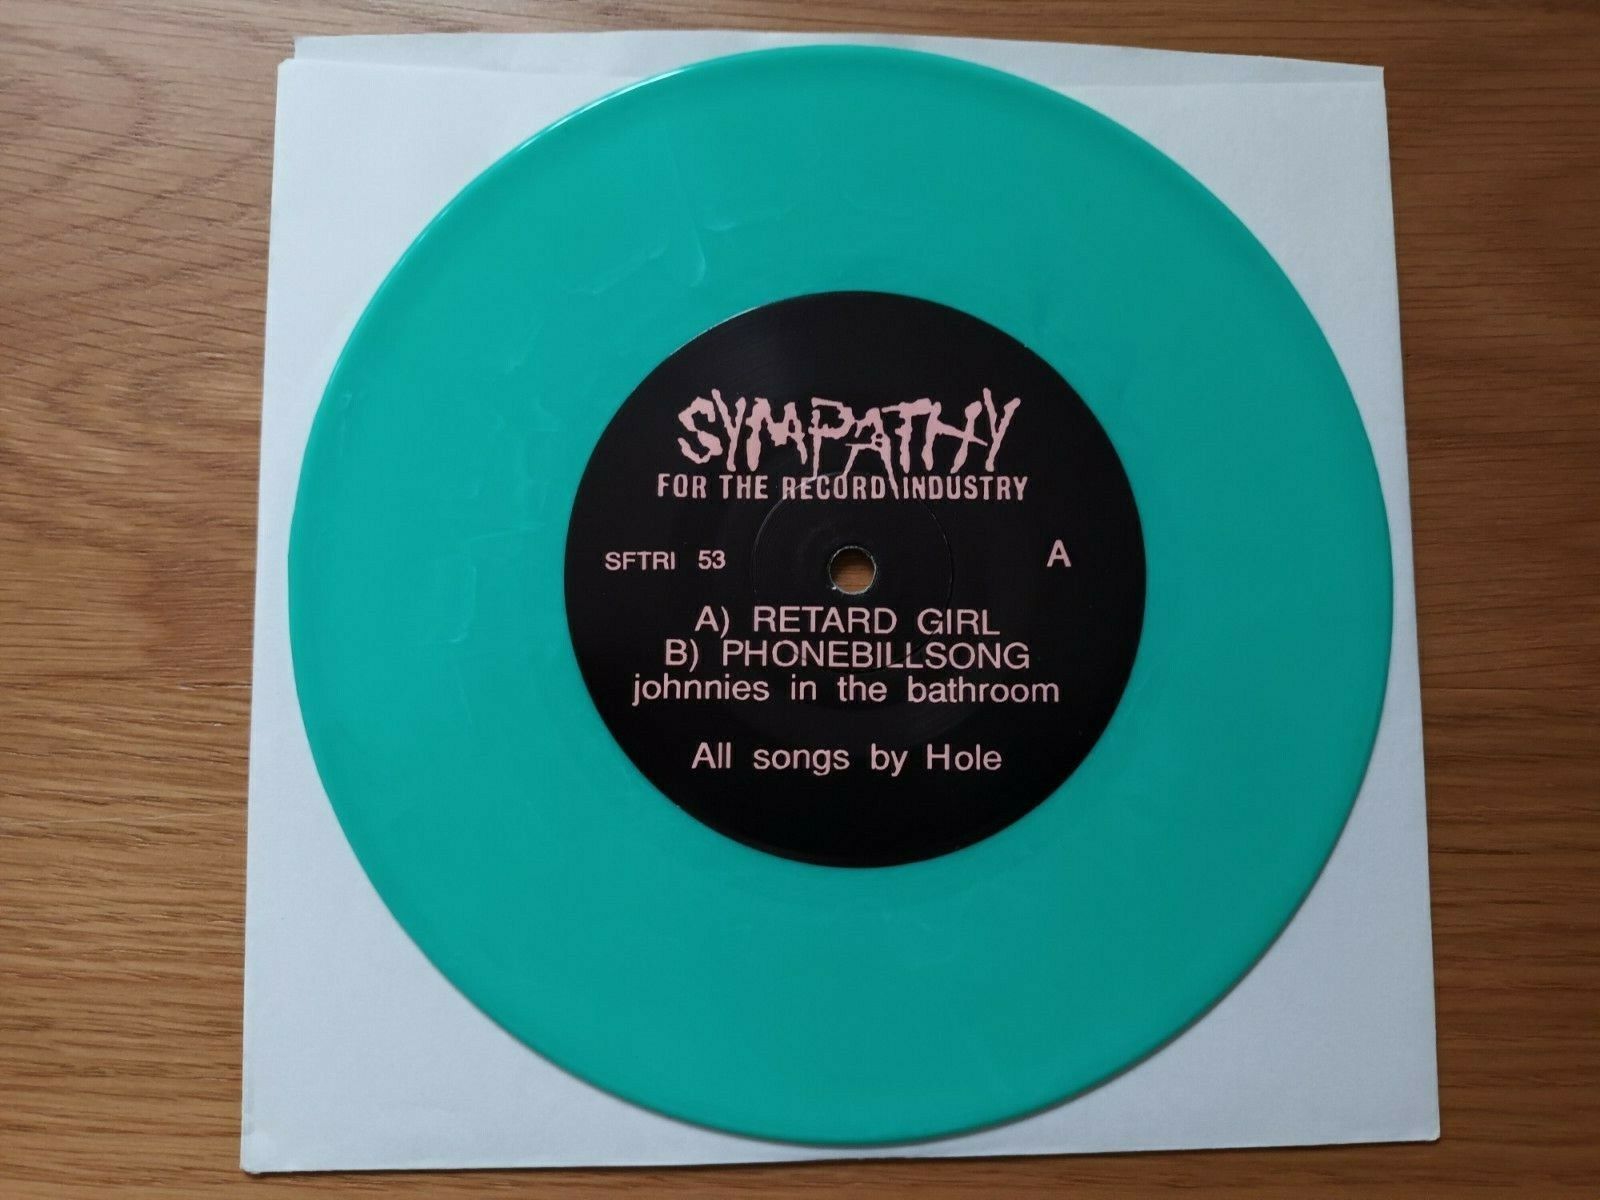 SYMPATHY
FOR THE RECORD INDUSTRY
SFTRI 53 A
A) RETARD GIRL
B) PHONEBILLSONG
johnnies in the bathroom
All songs by Hole